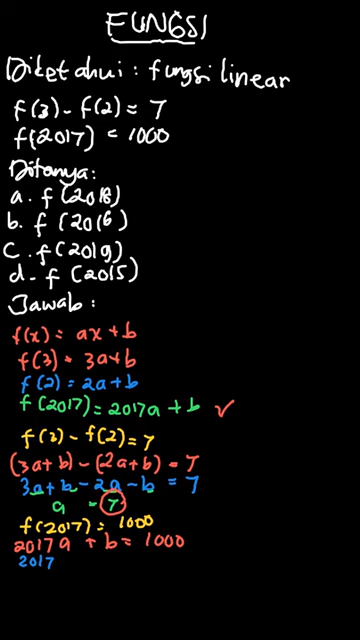 FUNGSI
Diketahui : fungsi linear
f(3) - f(2) = 7
f(2017) = 1000
Ditanya :
a. f(2018)
b. f(2016)
c. f(2019)
d. f(2015)
Jawab :
f(x) = ax + b
f(3) = 3a+b
f(2) = 2a+b
f(2017) = 2017a + b ✓
f(3) - f(2) = 7
(3a+b) - (2a+b) = 7
3a+b - 2a - b = 7
a = 7
f(2017) = 1000
2017a + b = 1000
2017